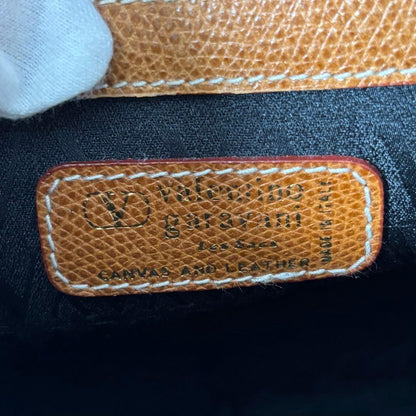 valentino
garavani
CANVAS AND LEATHER
MADE IN ITALY